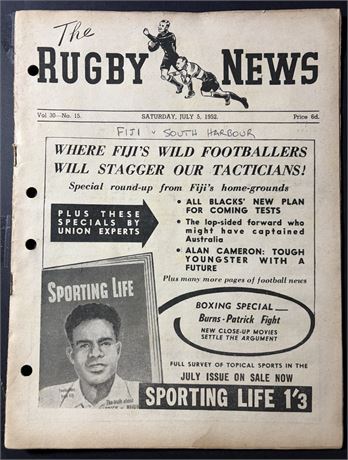 The
RUGBY NEWS
Vol 30—No. 15.
SATURDAY, JULY 5, 1952.
Price 6d.
FIJI v SOUTH HARBOUR
WHERE FIJI'S WILD FOOTBALLERS
WILL STAGGER OUR TACTICIANS!
Special round-up from Fiji's home-grounds
PLUS THESE
SPECIALS BY
UNION EXPERTS
• ALL BLACKS' NEW PLAN
FOR COMING TESTS
• The lop-sided forward who
might have captained
Australia
• ALAN CAMERON: TOUGH
YOUNGSTER WITH A
FUTURE
Plus many more pages of football news
SPORTING LIFE
BOXING SPECIAL
Burns-Patrick Fight
NEW CLOSE-UP MOVIES
SETTLE THE ARGUMENT
FULL SURVEY OF TOPICAL SPORTS IN THE
JULY ISSUE ON SALE NOW
SPORTING LIFE 1'3
The truth about